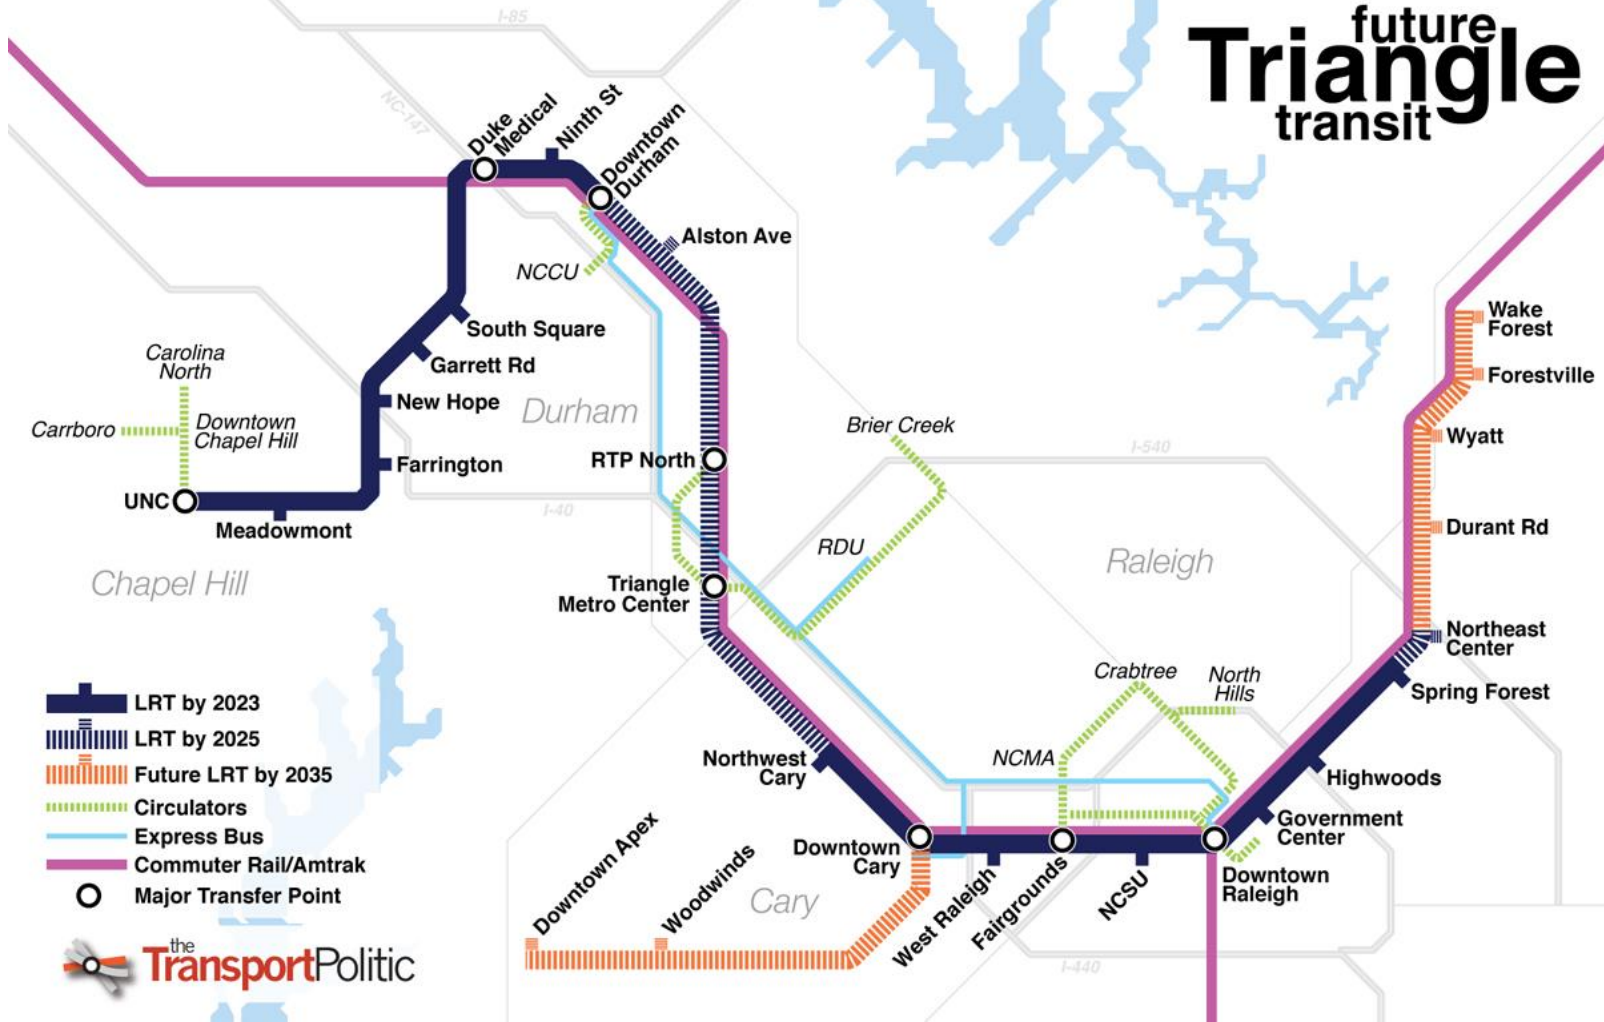 future
Triangle
transit
I-85
NC-147
Duke
Medical
Ninth St
Downtown
Durham
Alston Ave
NCCU
South Square
Garrett Rd
New Hope
Farrington
Carolina
North
Carrboro
Downtown
Chapel Hill
UNC
Meadowmont
Chapel Hill
Durham
RTP North
I-40
Triangle
Metro Center
Brier Creek
RDU
I-540
Raleigh
Wake
Forest
Forestville
Wyatt
Durant Rd
Northeast
Center
Spring Forest
Crabtree
North
Hills
NCMA
Highwoods
Government
Center
Northwest
Cary
Downtown
Cary
Downtown
Raleigh
West Raleigh
Fairgrounds
NCSU
I-440
Cary
Downtown Apex
Woodwinds
LRT by 2023
LRT by 2025
Future LRT by 2035
Circulators
Express Bus
Commuter Rail/Amtrak
Major Transfer Point
the
TransportPolitic